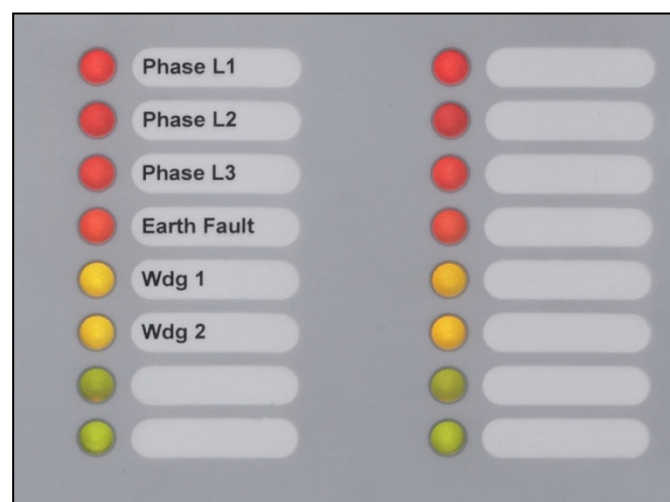 Phase L1
Phase L2
Phase L3
Earth Fault
Wdg 1
Wdg 2